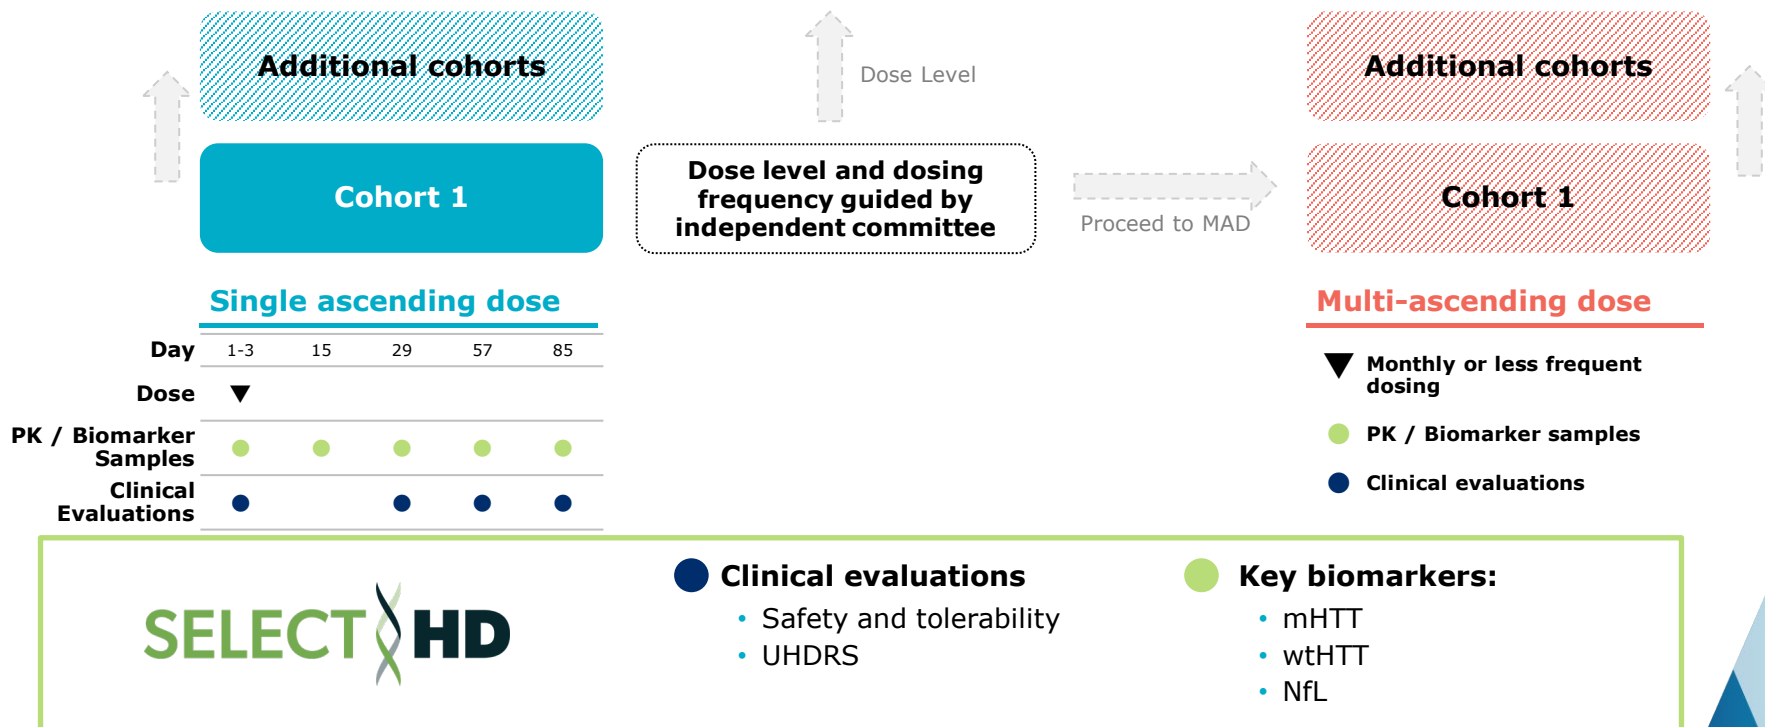 Additional cohorts
Dose Level
Additional cohorts
Cohort 1
Dose level and dosing
frequency guided by
independent committee
Proceed to MAD
Cohort 1
Single ascending dose
Day 1-3 15 29 57 85
Dose
PK / Biomarker
Samples
Clinical
Evaluations
Multi-ascending dose
Monthly or less frequent
dosing
PK / Biomarker samples
Clinical evaluations
SELECT HD
Clinical evaluations
• Safety and tolerability
• UHDRS
Key biomarkers:
• mHTT
• wtHTT
• NfL